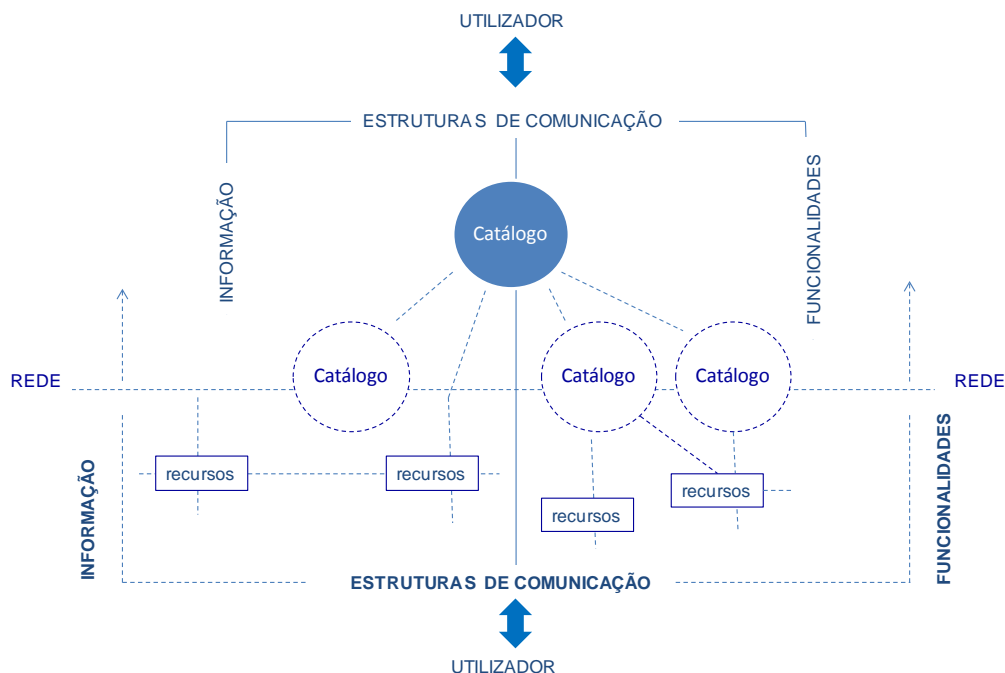 UTILIZADOR
ESTRUTURAS DE COMUNICAÇÃO
INFORMAÇÃO
FUNCIONALIDADES
Catálogo
Catálogo
Catálogo
Catálogo
REDE
REDE
recursos
recursos
recursos
recursos
INFORMAÇÃO
FUNCIONALIDADES
ESTRUTURAS DE COMUNICAÇÃO
UTILIZADOR